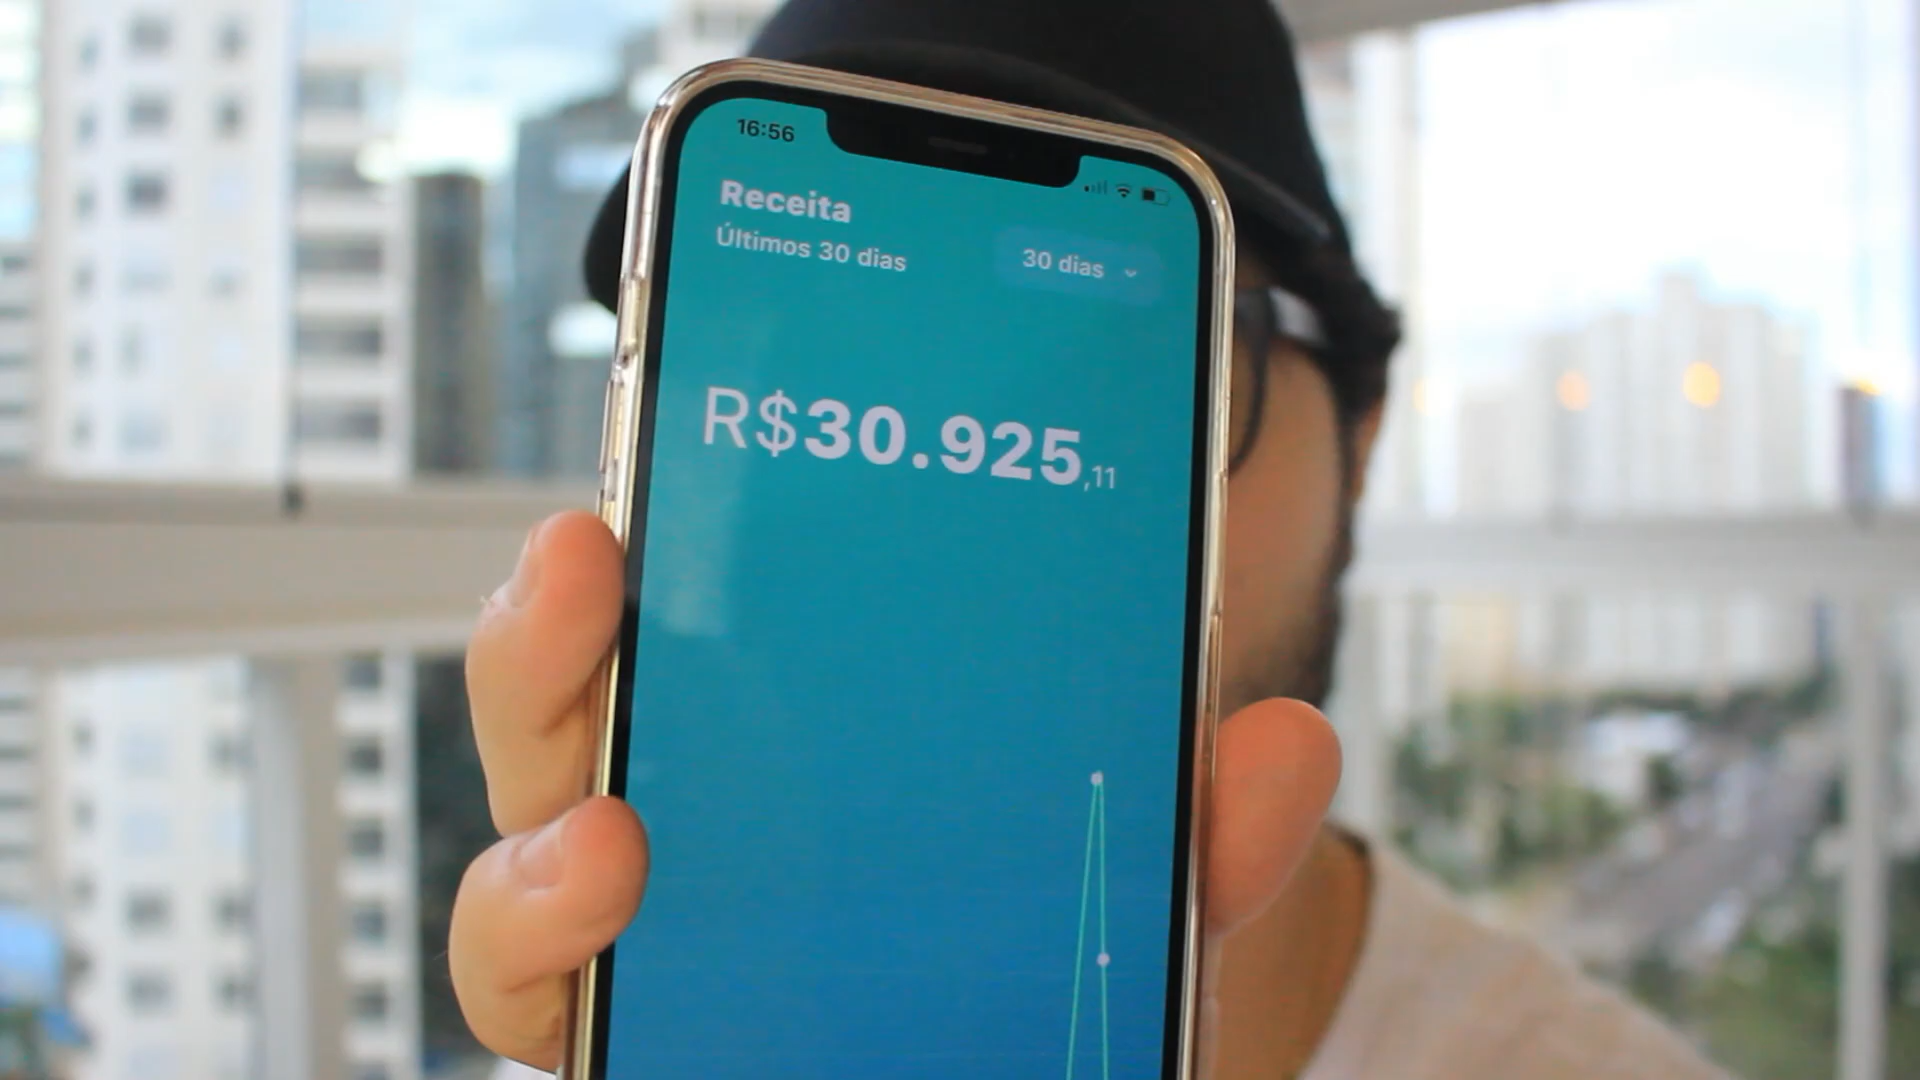 16:56
Receita
Últimos 30 dias
30 dias
R$30.925,11